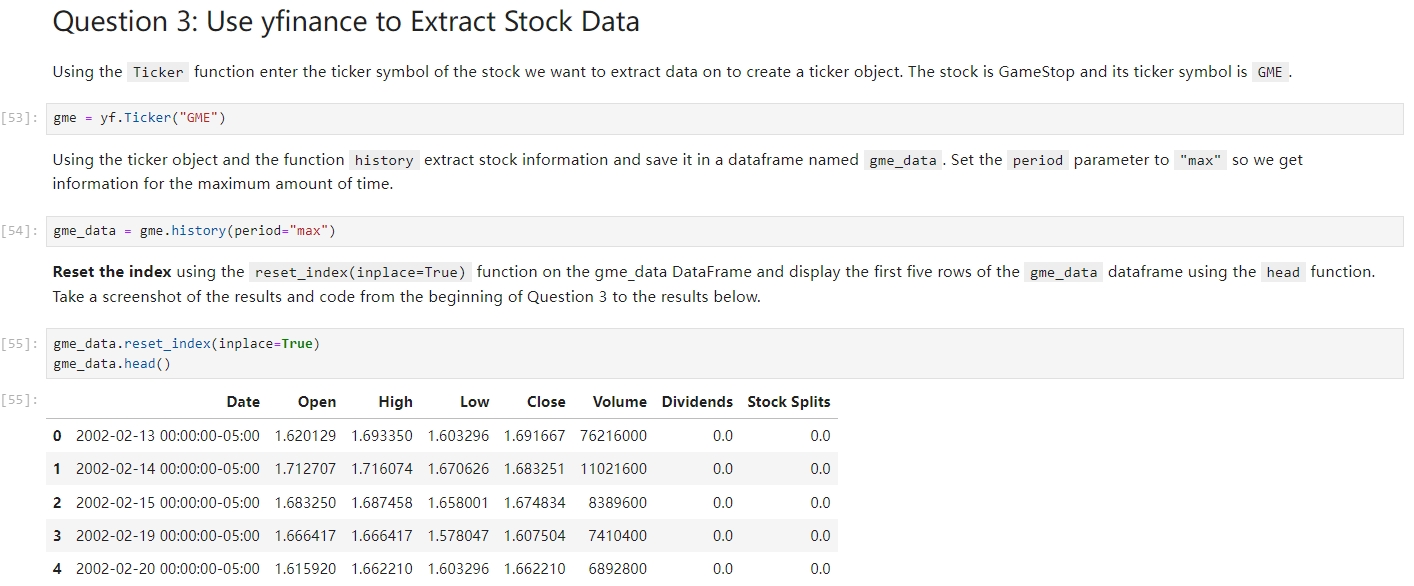 Question 3: Use yfinance to Extract Stock Data
Using the Ticker function enter the ticker symbol of the stock we want to extract data on to create a ticker object. The stock is GameStop and its ticker symbol is GME .
[53]: gme = yf.Ticker("GME")
Using the ticker object and the function history extract stock information and save it in a dataframe named gme_data . Set the period parameter to "max" so we get
information for the maximum amount of time.
[54]: gme_data = gme.history(period="max")
Reset the index using the reset_index(inplace=True) function on the gme_data DataFrame and display the first five rows of the gme_data dataframe using the head function.
Take a screenshot of the results and code from the beginning of Question 3 to the results below.
[55]: gme_data.reset_index(inplace=True)
gme_data.head()
[55]: Date Open High Low Close Volume Dividends Stock Splits
0 2002-02-13 00:00:00-05:00 1.620129 1.693350 1.603296 1.691667 76216000 0.0 0.0
1 2002-02-14 00:00:00-05:00 1.712707 1.716074 1.670626 1.683251 11021600 0.0 0.0
2 2002-02-15 00:00:00-05:00 1.683250 1.687458 1.658001 1.674834 8389600 0.0 0.0
3 2002-02-19 00:00:00-05:00 1.666417 1.666417 1.578047 1.607504 7410400 0.0 0.0
4 2002-02-20 00:00:00-05:00 1.615920 1.662210 1.603296 1.662210 6892800 0.0 0.0